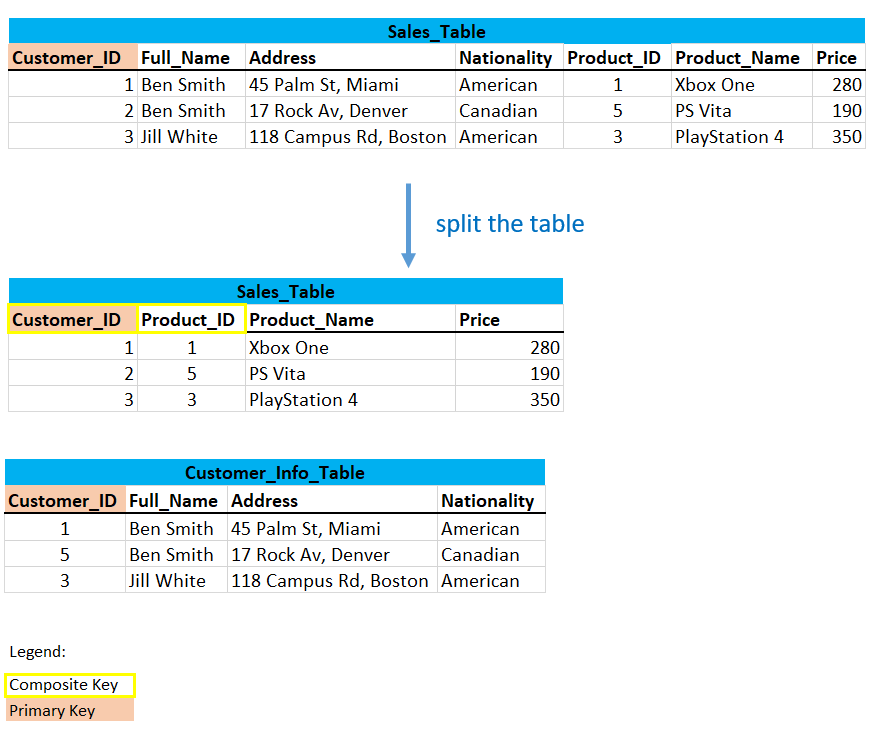 Sales_Table
Customer_ID Full_Name Address Nationality Product_ID Product_Name Price
1 Ben Smith 45 Palm St, Miami American 1 Xbox One 280
2 Ben Smith 17 Rock Av, Denver Canadian 5 PS Vita 190
3 Jill White 118 Campus Rd, Boston American 3 PlayStation 4 350
split the table
Sales_Table
Customer_ID Product_ID Product_Name Price
1 1 Xbox One 280
2 5 PS Vita 190
3 3 PlayStation 4 350
Customer_Info_Table
Customer_ID Full_Name Address Nationality
1 Ben Smith 45 Palm St, Miami American
5 Ben Smith 17 Rock Av, Denver Canadian
3 Jill White 118 Campus Rd, Boston American
Legend:
Composite Key
Primary Key